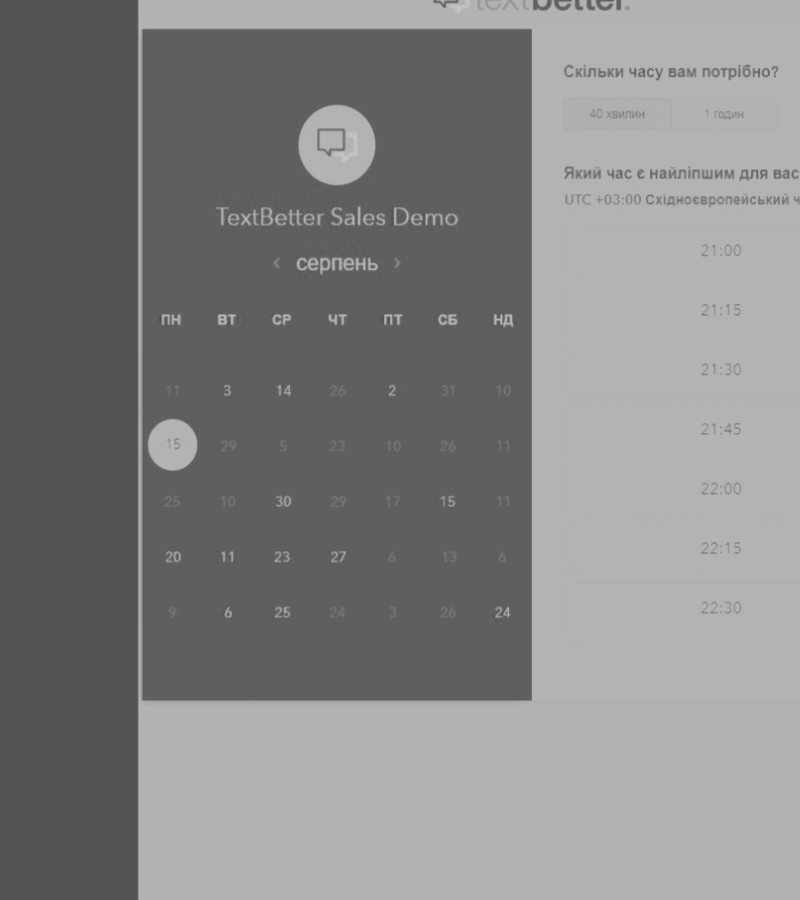 textbetter.
TextBetter Sales Demo
‹ серпень ›
ПН ВТ СР ЧТ ПТ СБ НД
11 3 14 26 2 31 10
15 29 5 23 10 26 11
25 10 30 29 17 15 11
20 11 23 27 6 13 6
9 6 25 24 3 26 24
Скільки часу вам потрібно?
40 хвилин 1 годин
Який час є найліпшим для вас
UTC +03:00 Східноєвропейський ч
21:00
21:15
21:30
21:45
22:00
22:15
22:30